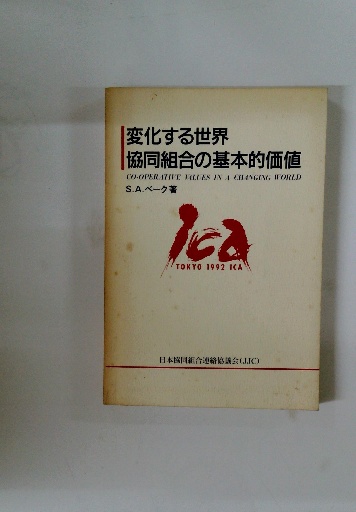 変化する世界
協同組合の基本的価値
CO-OPERATIVE VALUES IN A CHANGING WORLD
S.A.ベーク著
ica
TOKYO 1992 ICA
日本協同組合連絡協議会(JJC)